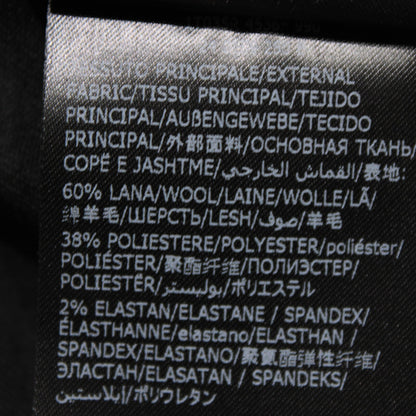 TESSUTO PRINCIPALE/EXTERNAL
FABRIC/TISSU PRINCIPAL/TEJIDO
PRINCIPAL/AUßENGEWEBE/TECIDO
PRINCIPAL/外部面料/ОСНОВНАЯ ТКАНЬ/
COPË E JASHTME/القماش الخارجي/表地:
60% LANA/WOOL/LAINE/WOLLE/LÃ/
绵羊毛/ШЕРСТЬ/LESH/صوف/羊毛
38% POLIESTERE/POLYESTER/poliéster/
POLIÉSTER/聚酯纤维/ПОЛИЭСТЕР/
POLIESTËR/بوليستر/ポリエステル
2% ELASTAN/ELASTANE / SPANDEX/
ÉLASTHANNE/elastano/ELASTHAN /
SPANDEX/ELASTANO/聚氨酯弹性纤维/
ЭЛАСТАН/ELASATAN / SPANDEKS/
إيلاستين/ポリウレタン